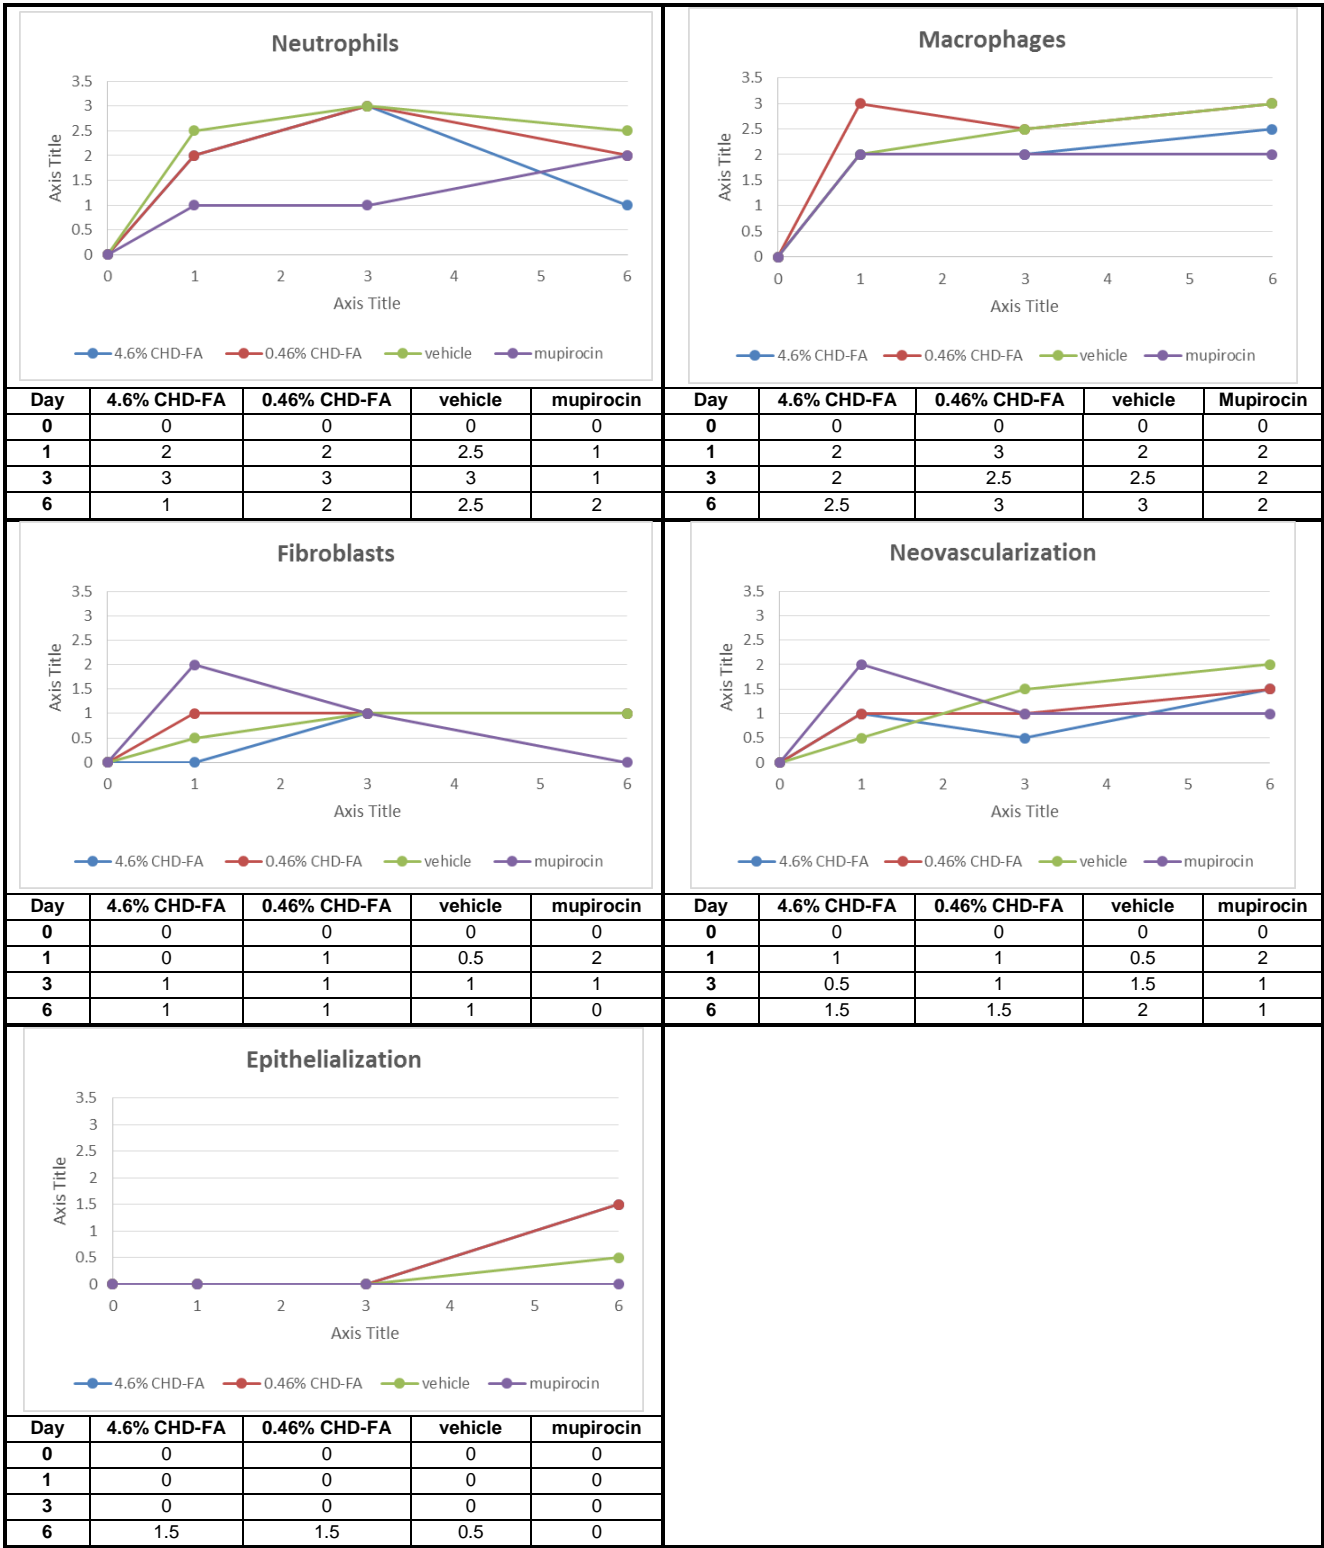 Neutrophils
3.5
3
2.5
2
1.5
1
0.5
0
Axis Title
0 1 2 3 4 5 6
Axis Title
4.6% CHD-FA 0.46% CHD-FA vehicle mupirocin
Day 4.6% CHD-FA 0.46% CHD-FA vehicle mupirocin
0 0 0 0 0
1 2 2 2.5 1
3 3 3 3 1
6 1 2 2.5 2
Macrophages
3.5
3
2.5
2
1.5
1
0.5
0
Axis Title
0 1 2 3 4 5 6
Axis Title
4.6% CHD-FA 0.46% CHD-FA vehicle mupirocin
Day 4.6% CHD-FA 0.46% CHD-FA vehicle Mupirocin
0 0 0 0 0
1 2 3 2 2
3 2 2.5 2.5 2
6 2.5 3 3 2
Fibroblasts
3.5
3
2.5
2
1.5
1
0.5
0
Axis Title
0 1 2 3 4 5 6
Axis Title
4.6% CHD-FA 0.46% CHD-FA vehicle mupirocin
Day 4.6% CHD-FA 0.46% CHD-FA vehicle mupirocin
0 0 0 0 0
1 0 1 0.5 2
3 1 1 1 1
6 1 1 1 0
Neovascularization
3.5
3
2.5
2
1.5
1
0.5
0
Axis Title
0 1 2 3 4 5 6
Axis Title
4.6% CHD-FA 0.46% CHD-FA vehicle mupirocin
Day 4.6% CHD-FA 0.46% CHD-FA vehicle mupirocin
0 0 0 0 0
1 1 1 0.5 2
3 0.5 1 1.5 1
6 1.5 1.5 2 1
Epithelialization
3.5
3
2.5
2
1.5
1
0.5
0
Axis Title
0 1 2 3 4 5 6
Axis Title
4.6% CHD-FA 0.46% CHD-FA vehicle mupirocin
Day 4.6% CHD-FA 0.46% CHD-FA vehicle mupirocin
0 0 0 0 0
1 0 0 0 0
3 0 0 0 0
6 1.5 1.5 0.5 0